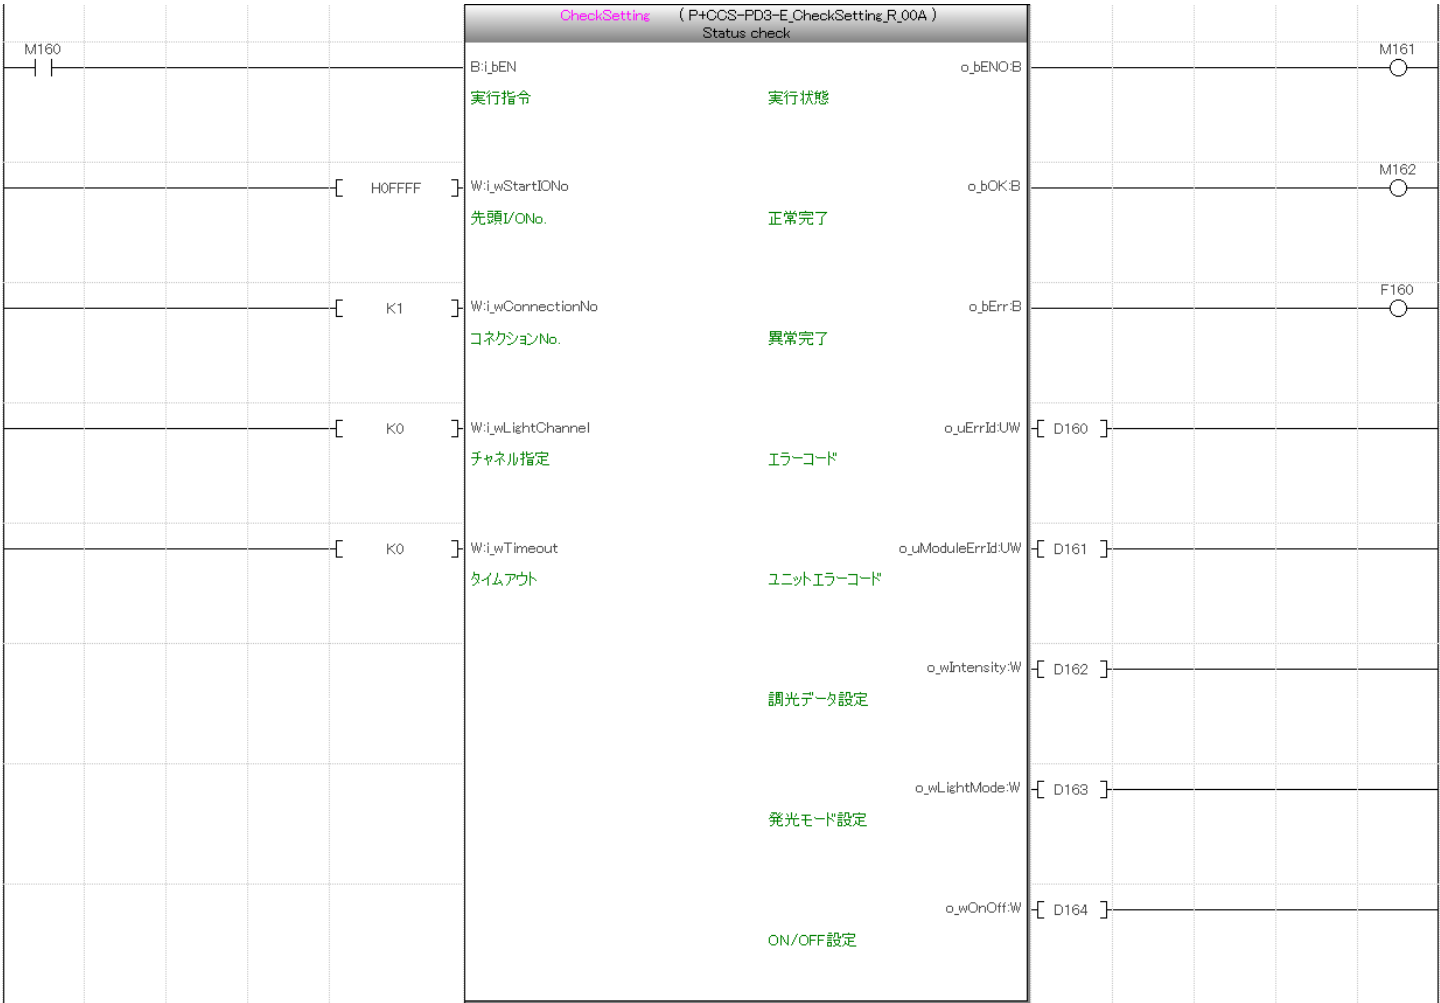 CheckSetting (P+CCS-PD3-E_CheckSetting_R_00A)
Status check
M160
B:i_bEN
o_bENO:B
M161
実行指令
実行状態
H0FFFF
W:i_wStartIONo
o_bOK:B
M162
先頭I/ONo.
正常完了
K1
W:i_wConnectionNo
o_bErr:B
F160
コネクションNo.
異常完了
K0
W:i_wLightChannel
o_uErrId:UW
D160
チャネル指定
エラーコード
K0
W:i_wTimeout
o_uModuleErrId:UW
D161
タイムアウト
ユニットエラーコード
o_wIntensity:W
D162
調光データ設定
o_wLightMode:W
D163
発光モード設定
o_wOnOff:W
D164
ON/OFF設定